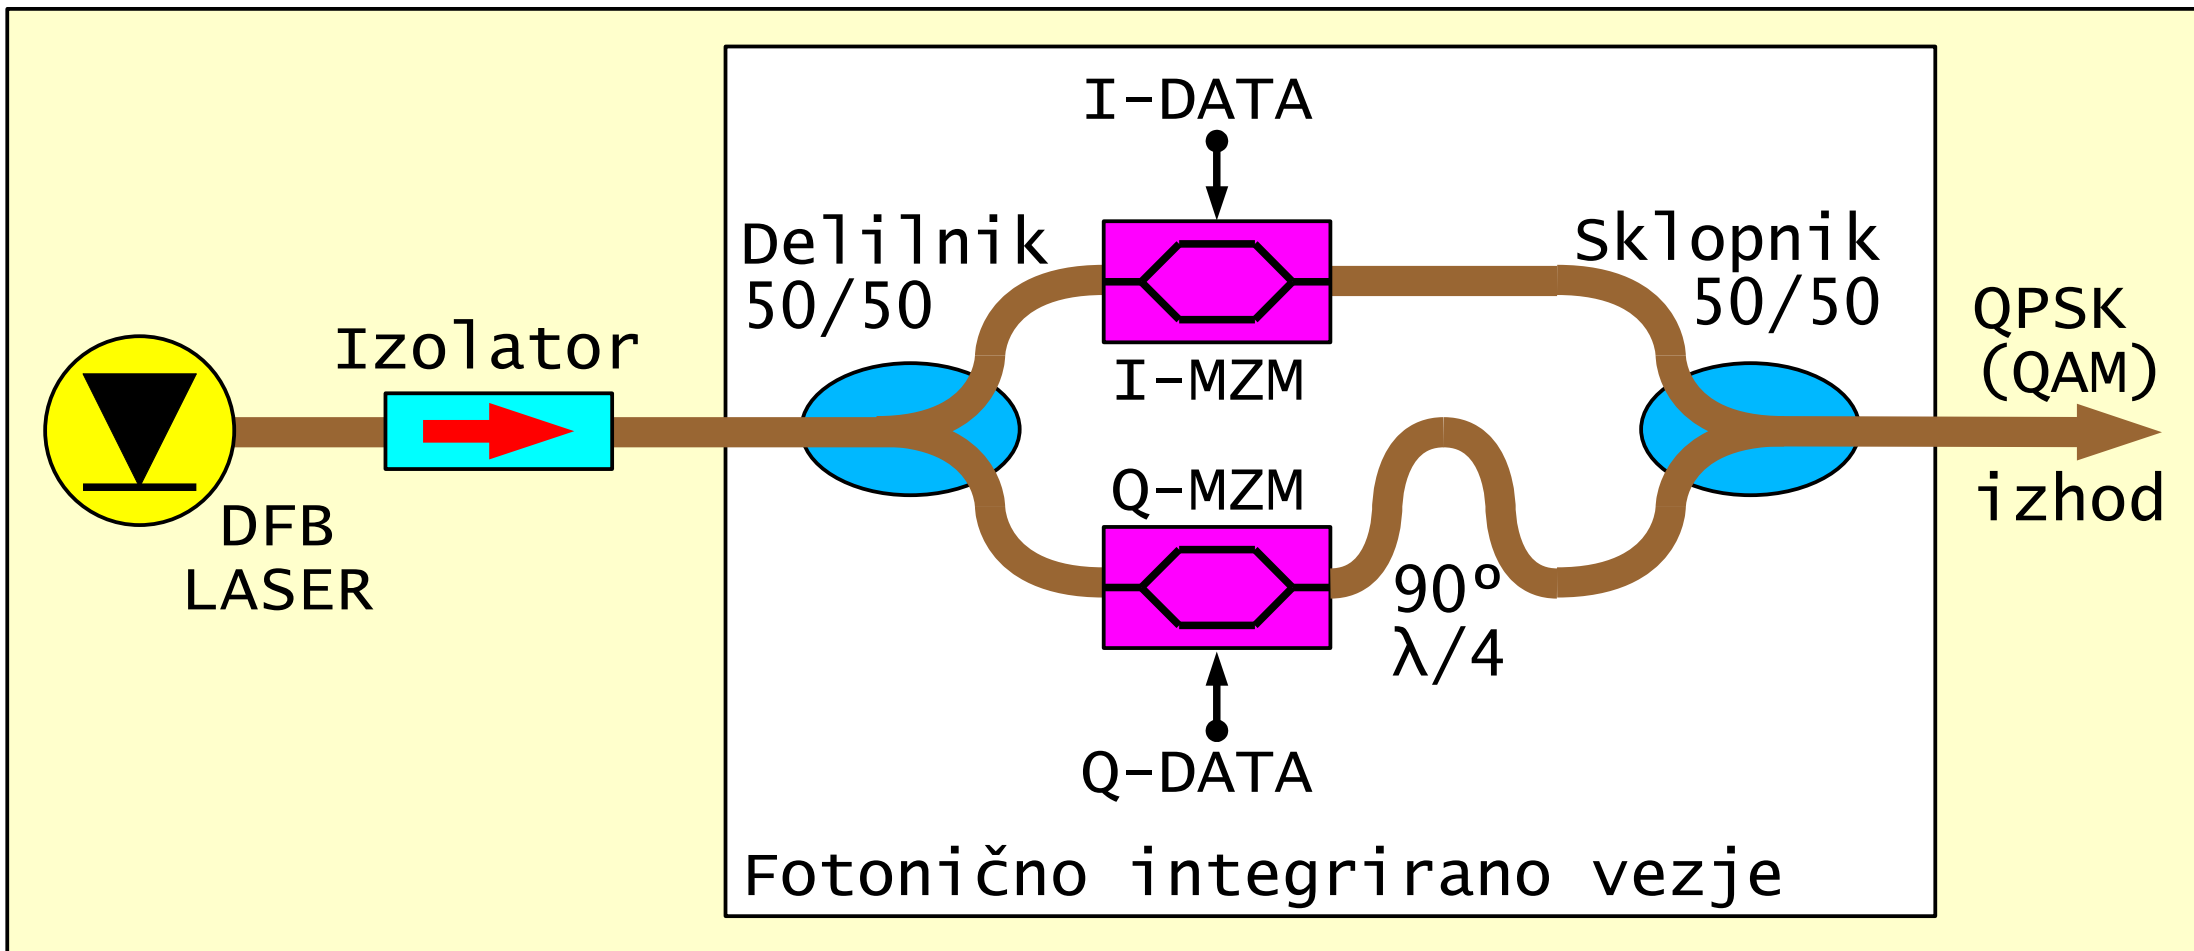 I-DATA
Delilnik
50/50
Sklopnik
50/50
QPSK
(QAM)
Izolator
I-MZM
Q-MZM
izhod
DFB
LASER
90º
λ/4
Q-DATA
Fotonično integrirano vezje